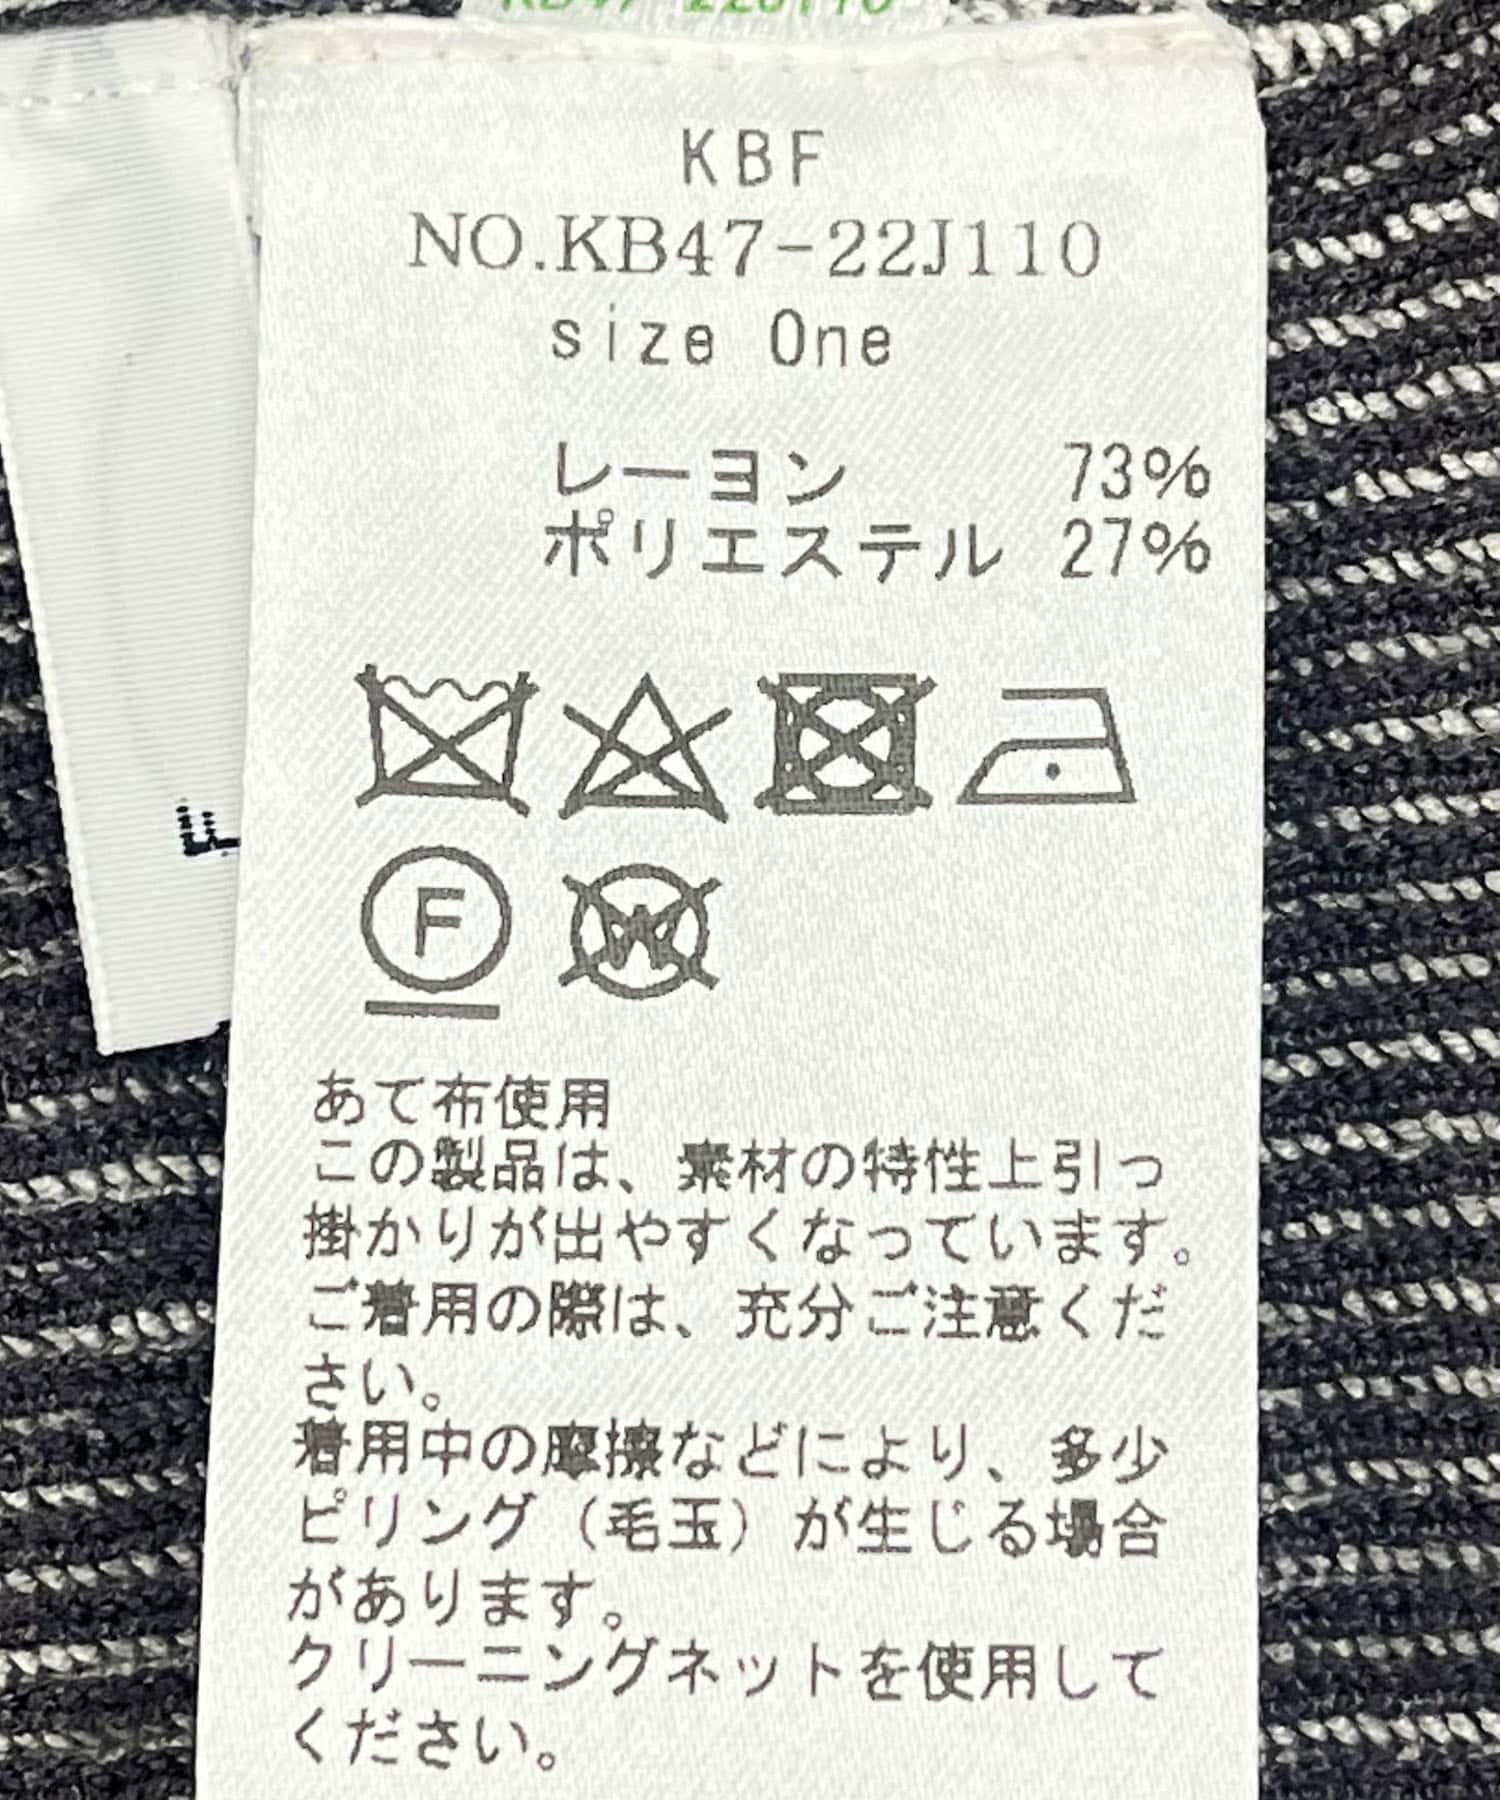 KBF
NO.KB47-22J110
size One
レーヨン 73%
ポリエステル 27%
F
W
あて布使用
この製品は、素材の特性上引っ
掛かりが出やすくなっています。
ご着用の際は、充分ご注意くだ
さい。
着用中の摩擦などにより、多少
ピリング（毛玉）が生じる場合
があります。
クリーニングネットを使用して
ください。